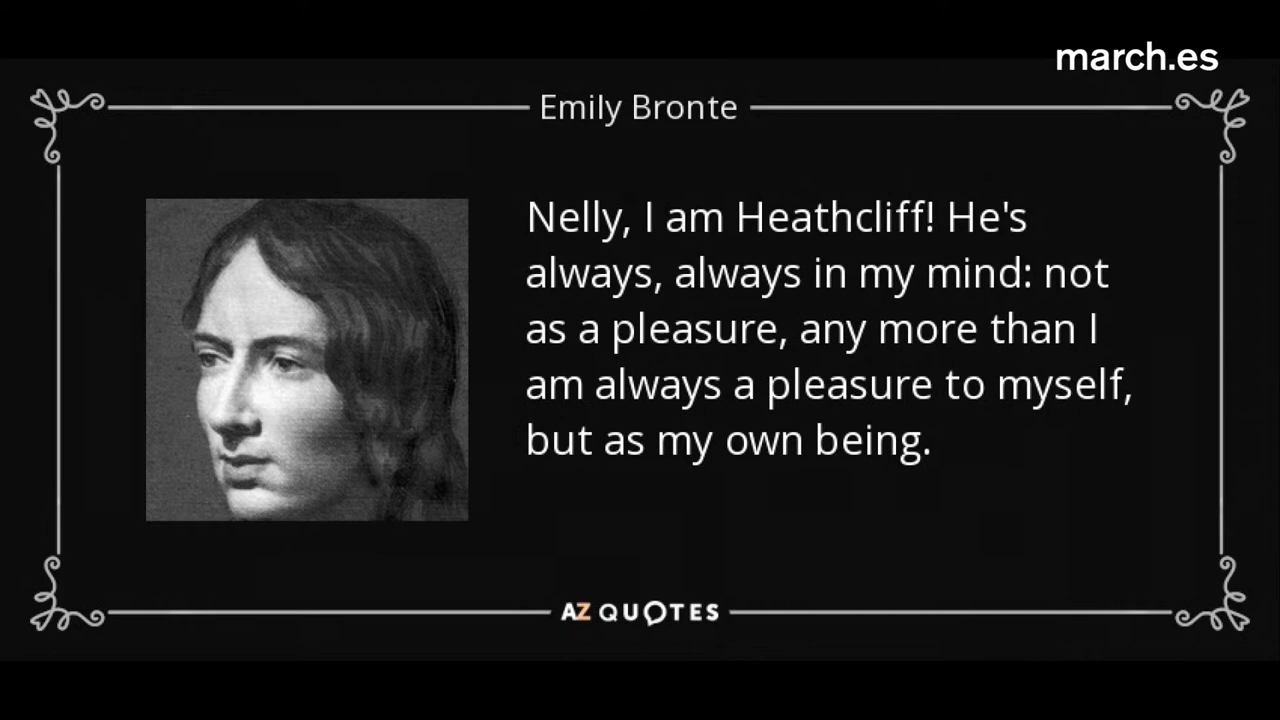 march.es
Emily Bronte
Nelly, I am Heathcliff! He's
always, always in my mind: not
as a pleasure, any more than I
am always a pleasure to myself,
but as my own being.
AZ QUOTES